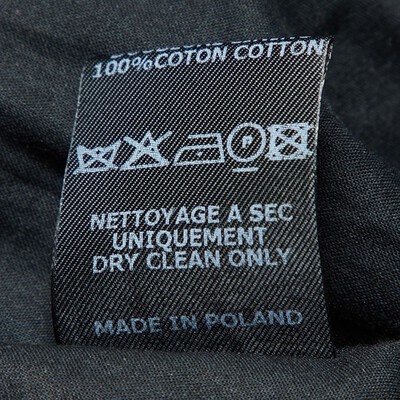 100%COTON COTTON
NETTOYAGE A SEC
UNIQUEMENT
DRY CLEAN ONLY
MADE IN POLAND